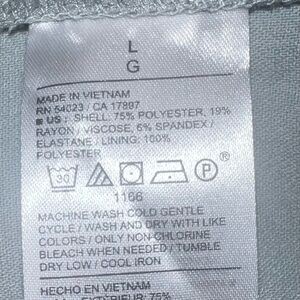 L
G
MADE IN VIETNAM
RN 54023 / CA 17897
US : SHELL: 75% POLYESTER, 19%
RAYON / VISCOSE, 6% SPANDEX /
ELASTANE / LINING: 100%
POLYESTER
30 P ®
1166
MACHINE WASH COLD GENTLE
CYCLE / WASH AND DRY WITH LIKE
COLORS / ONLY NON-CHLORINE
BLEACH WHEN NEEDED / TUMBLE
DRY LOW / COOL IRON
HECHO EN VIETNAM
EXTERIOR: 75%